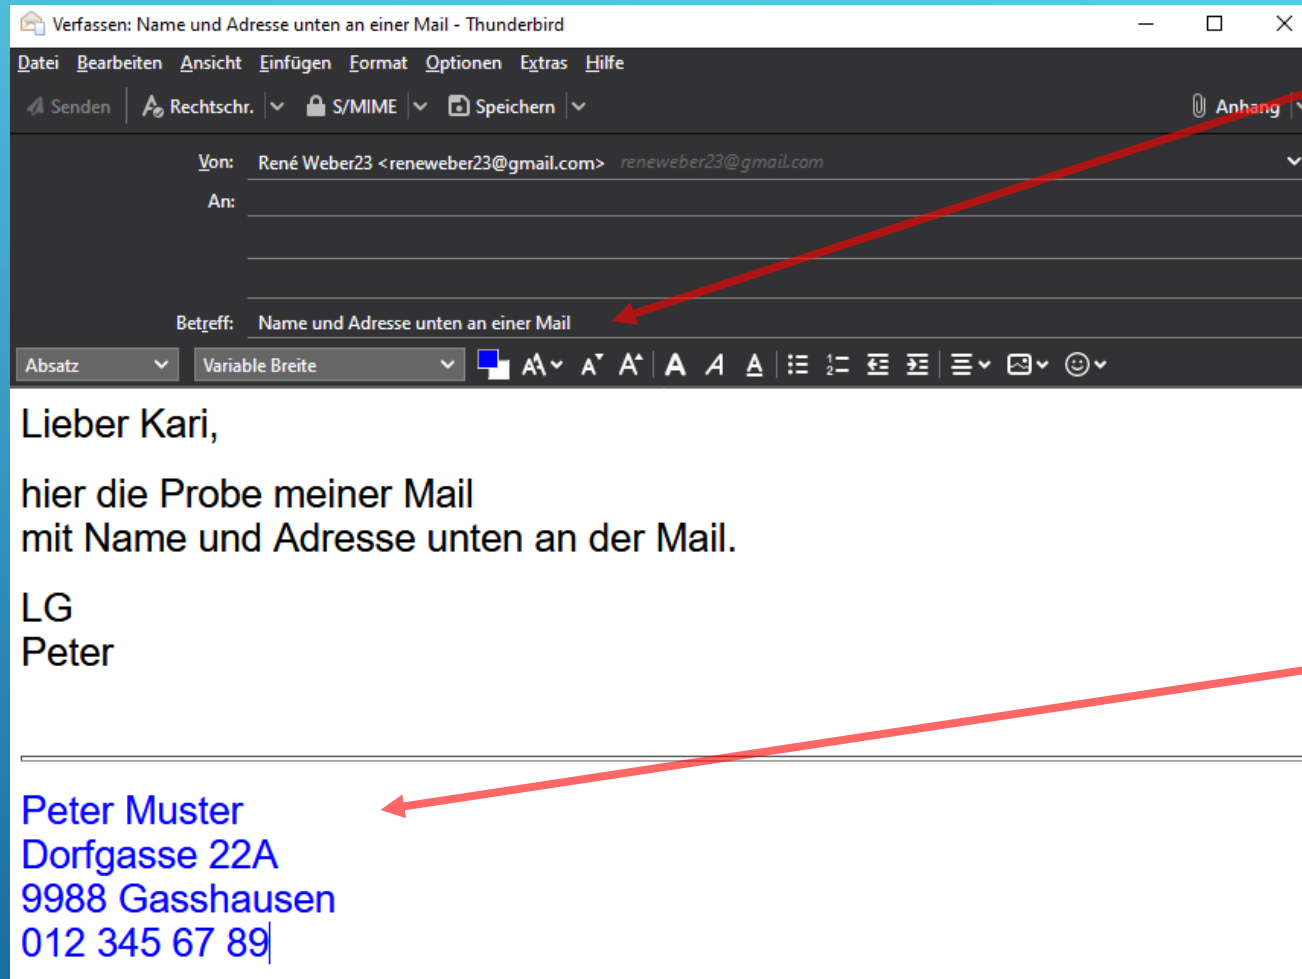 Verfassen: Name und Adresse unten an einer Mail - Thunderbird
Datei Bearbeiten Ansicht Einfügen Format Optionen Extras Hilfe
Senden Rechtschr. S/MIME Speichern Anhang
Von: René Weber23 <reneweber23@gmail.com> reneweber23@gmail.com
An:
Betreff: Name und Adresse unten an einer Mail
Absatz Variable Breite
Lieber Kari,
hier die Probe meiner Mail
mit Name und Adresse unten an der Mail.
LG
Peter
Peter Muster
Dorfgasse 22A
9988 Gasshausen
012 345 67 89